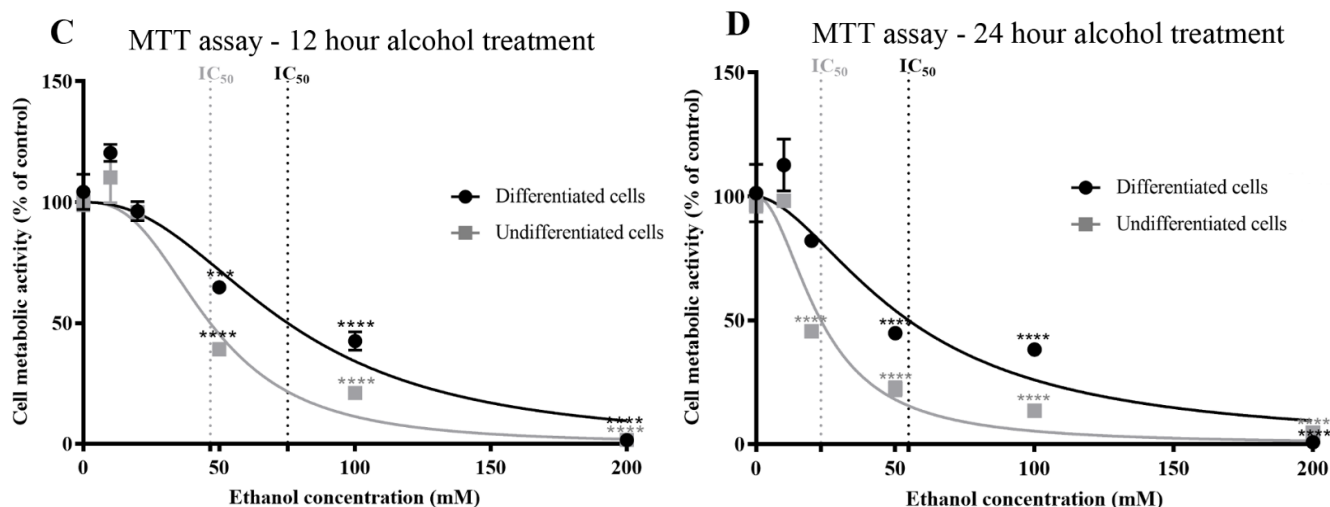 C
MTT assay - 12 hour alcohol treatment
IC50 IC50
150
100
50
0
Cell metabolic activity (% of control)
Differentiated cells
Undifferentiated cells
***
****
****
****
****
****
0 50 100 150 200
Ethanol concentration (mM)
D
MTT assay - 24 hour alcohol treatment
IC50 IC50
150
100
50
0
Cell metabolic activity (% of control)
Differentiated cells
Undifferentiated cells
**** **** ****
**** ****
****
****
0 50 100 150 200
Ethanol concentration (mM)